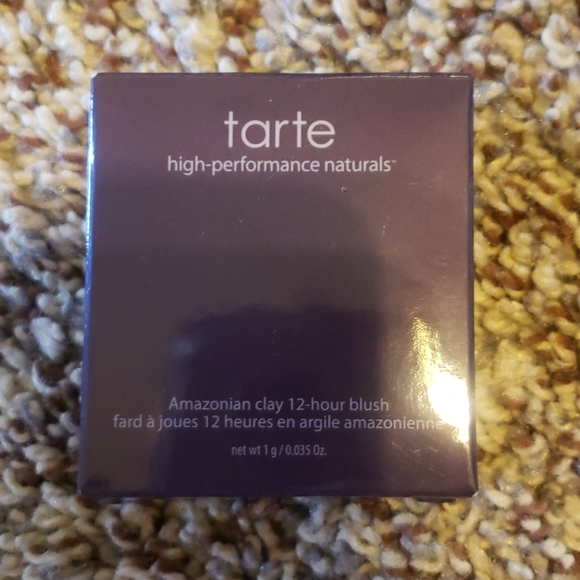 tarte
high-performance naturals™
Amazonian clay 12-hour blush
fard à joues 12 heures en argile amazonienne
net wt 1 g / 0.035 Oz.